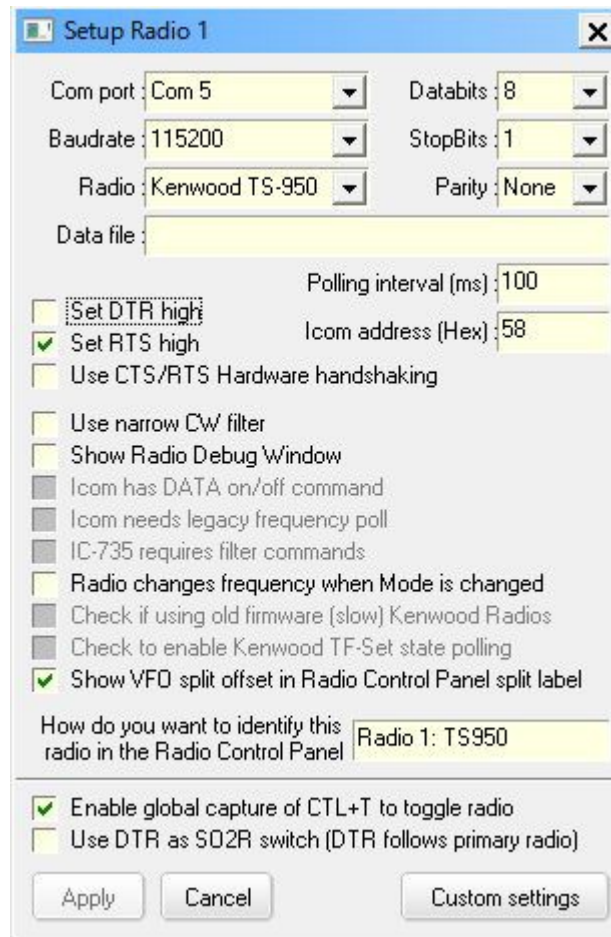 Setup Radio 1
Com port : Com 5 Databits : 8
Baudrate : 115200 StopBits : 1
Radio : Kenwood TS-950 Parity : None
Data file :
Polling interval (ms) : 100
Set DTR high
Icom address (Hex) : 58
Set RTS high
Use CTS/RTS Hardware handshaking
Use narrow CW filter
Show Radio Debug Window
Icom has DATA on/off command
Icom needs legacy frequency poll
IC-735 requires filter commands
Radio changes frequency when Mode is changed
Check if using old firmware (slow) Kenwood Radios
Check to enable Kenwood TF-Set state polling
Show VFO split offset in Radio Control Panel split label
How do you want to identify this
radio in the Radio Control Panel
Radio 1: TS950
Enable global capture of CTL+T to toggle radio
Use DTR as SO2R switch (DTR follows primary radio)
Apply Cancel Custom settings